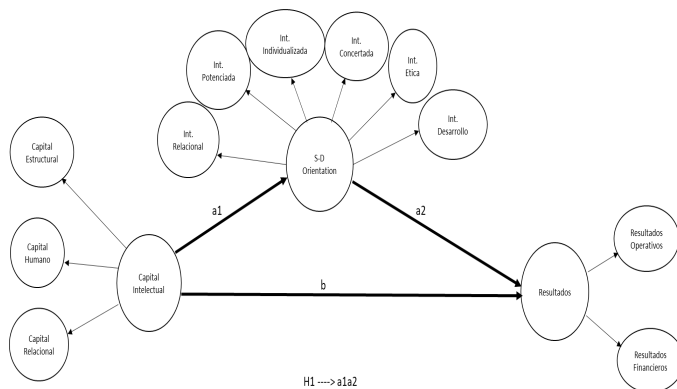 Int.
Individualizada
Int.
Concertada
Int.
Potenciada
Int.
Etica
Int.
Relacional
Int.
Desarrollo
S-D
Orientation
Capital
Estructural
a1
a2
Capital
Humano
Capital
Intelectual
b
Resultados
Resultados
Operativos
Capital
Relacional
Resultados
Financieros
H1 ----> a1a2